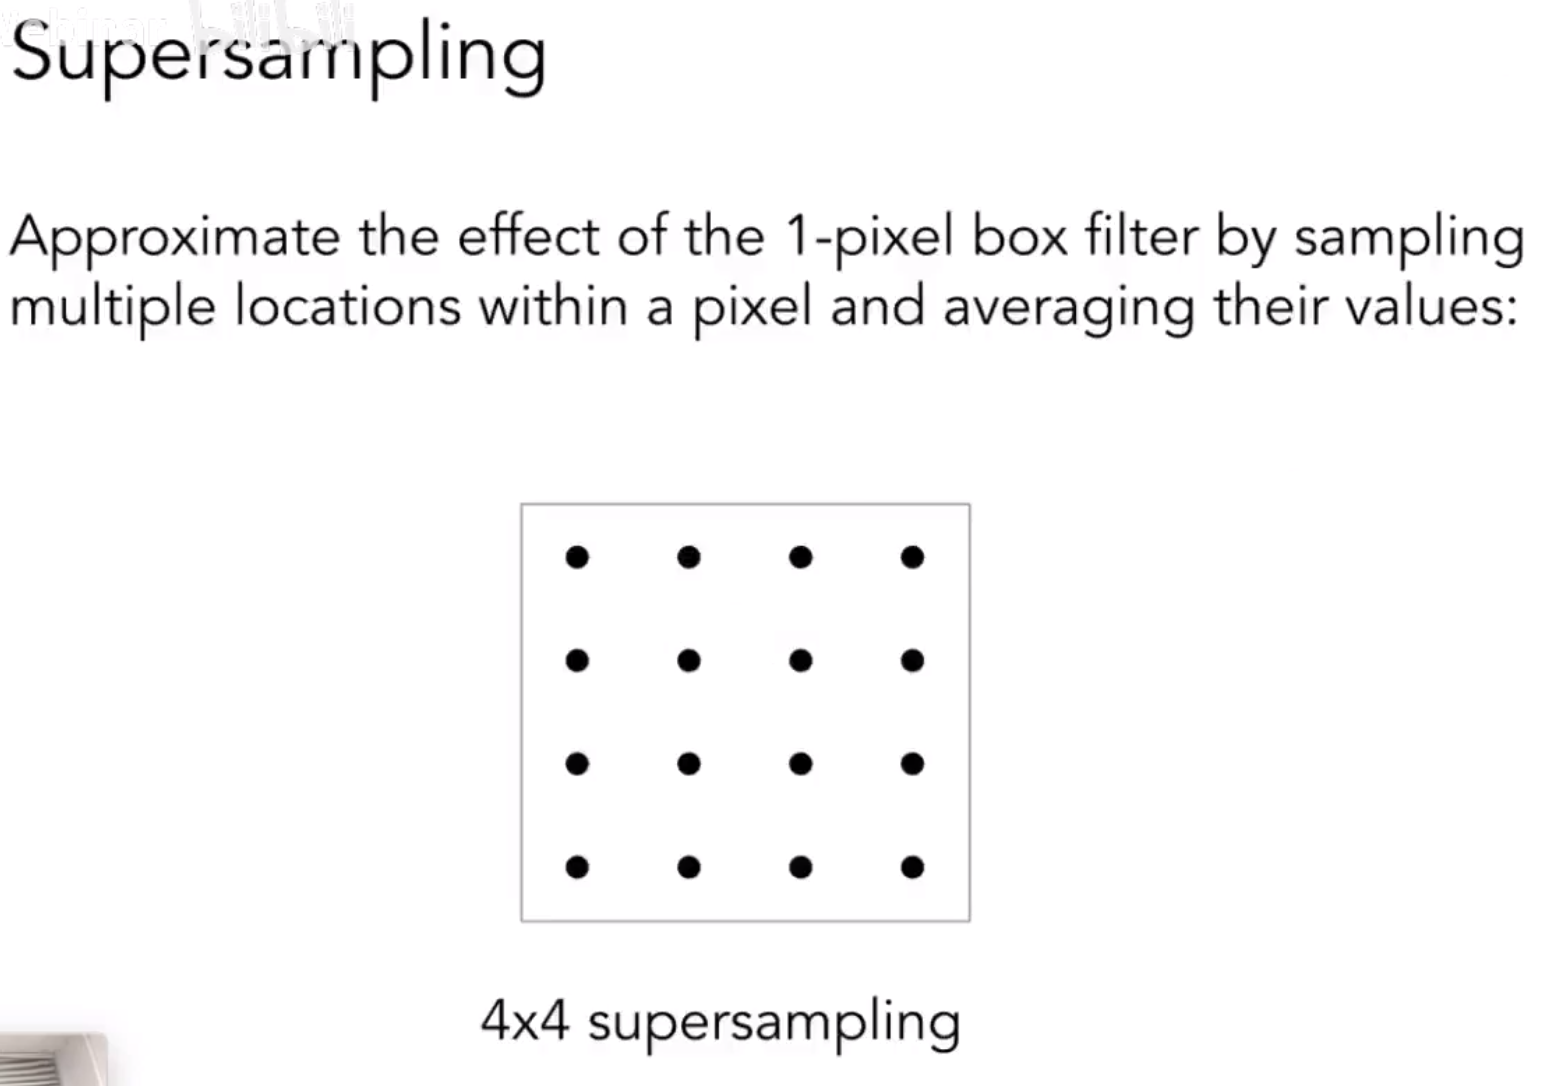 Supersampling
Approximate the effect of the 1-pixel box filter by sampling
multiple locations within a pixel and averaging their values:
4x4 supersampling